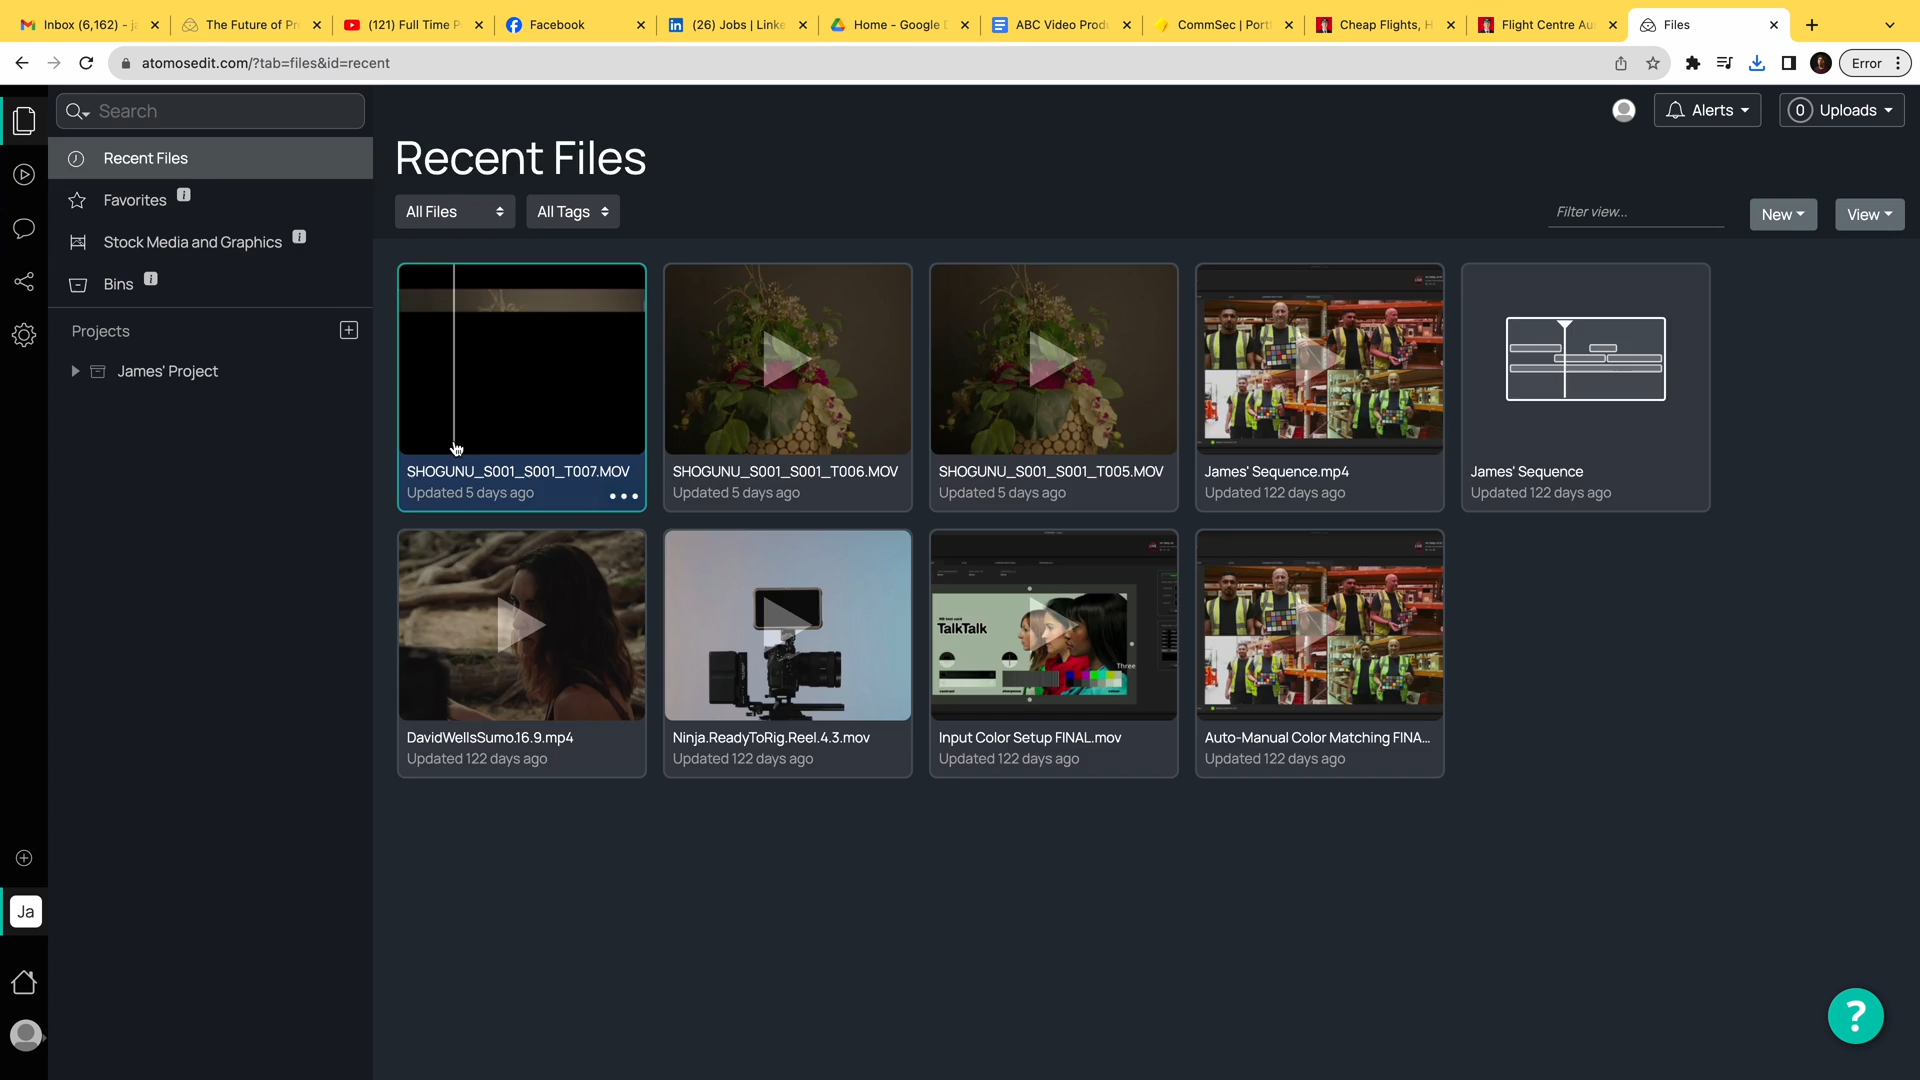 Inbox (6,162) - ja
The Future of Pr
(121) Full Time P
Facebook
(26) Jobs | Linke
Home - Google D
ABC Video Produ
CommSec | Portf
Cheap Flights, H
Flight Centre Au
Files
atomosedit.com/?tab=files&id=recent
Error
Search
0
Alerts
Uploads
Recent Files
Recent Files
Favorites
Stock Media and Graphics
Bins
Projects
James' Project
All Files
All Tags
Filter view...
New
View
SHOGUNU_S001_S001_T007.MOV
Updated 5 days ago
SHOGUNU_S001_S001_T006.MOV
Updated 5 days ago
SHOGUNU_S001_S001_T005.MOV
Updated 5 days ago
James' Sequence.mp4
Updated 122 days ago
James' Sequence
Updated 122 days ago
TalkTalk
Three
DavidWellsSumo.16.9.mp4
Updated 122 days ago
Ninja.ReadyToRig.Reel.4.3.mov
Updated 122 days ago
Input Color Setup FINAL.mov
Updated 122 days ago
Auto-Manual Color Matching FINA...
Updated 122 days ago
Ja
?